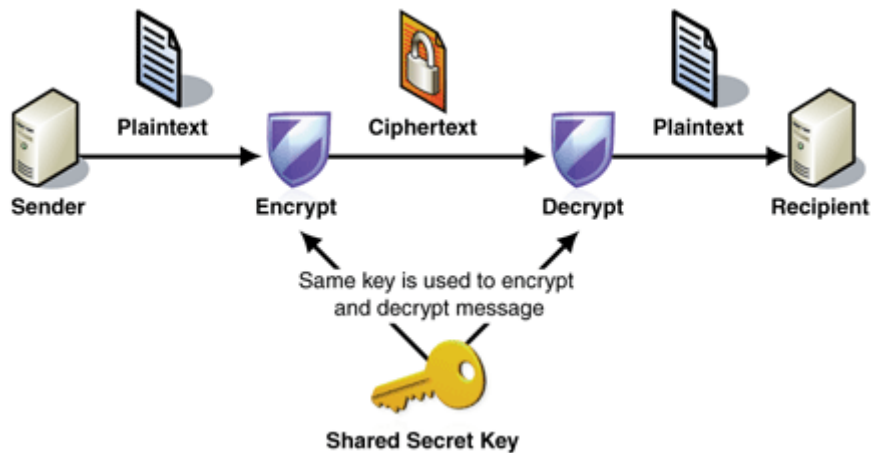 Plaintext
Ciphertext
Plaintext
Sender
Encrypt
Decrypt
Recipient
Same key is used to encrypt
and decrypt message
Shared Secret Key